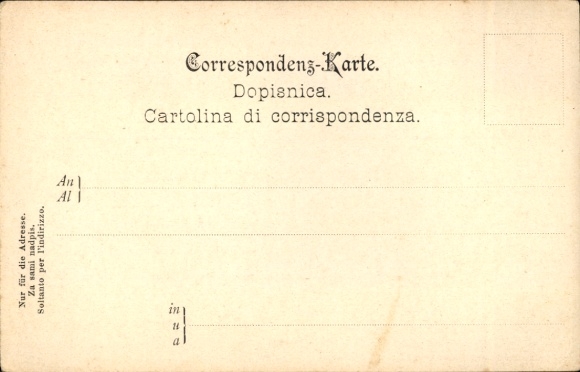 Correspondenz-Karte.
Dopisnica.
Cartolina di corrispondenza.
An
Al
Nur für die Adresse.
Za sami nadpis.
Soltanto per l'indirizzo.
in
u
a